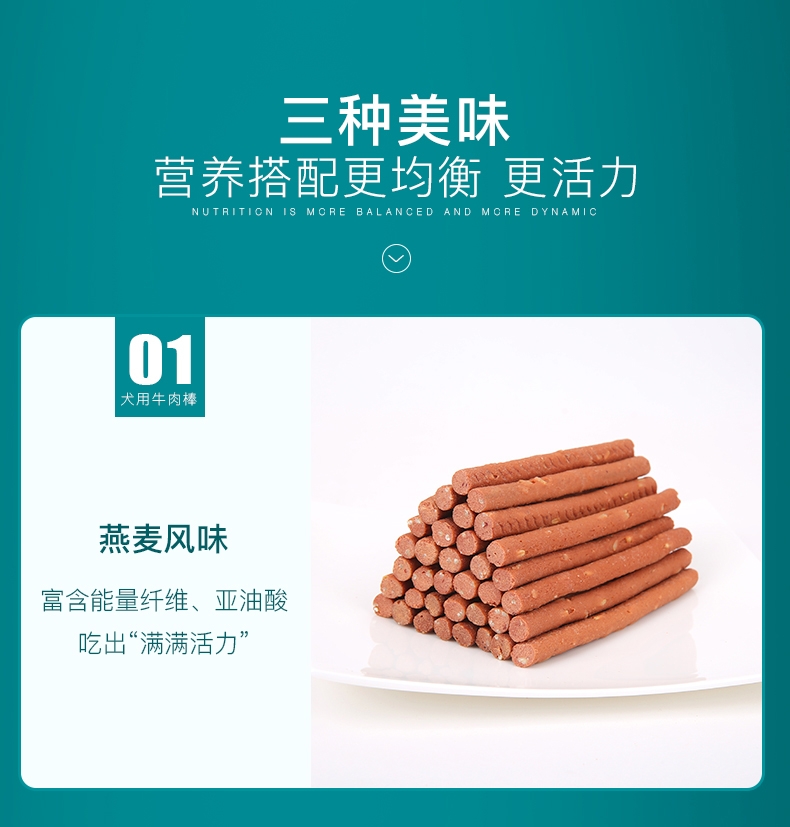 三种美味
营养搭配更均衡 更活力
NUTRITION IS MORE BALANCED AND MORE DYNAMIC
01
犬用牛肉棒
燕麦风味
富含能量纤维、亚油酸
吃出“满满活力”